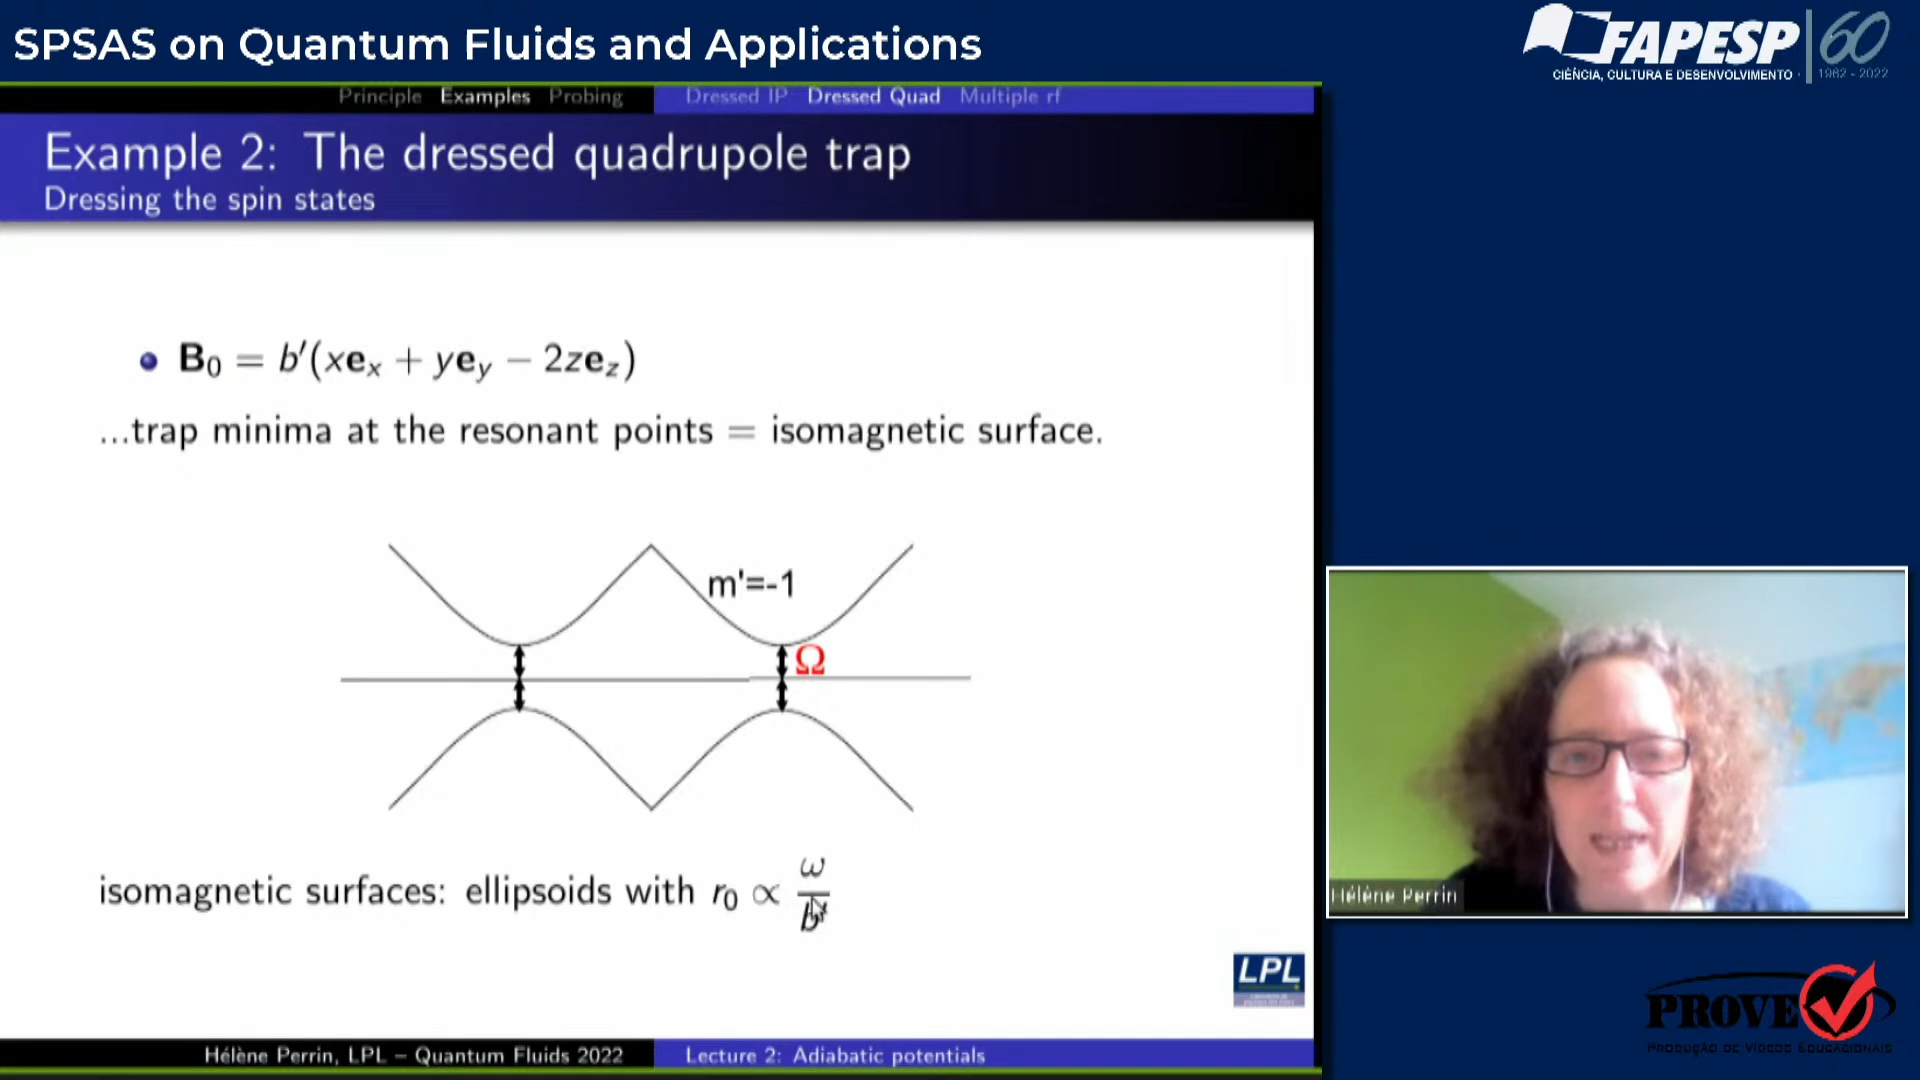 SPSAS on Quantum Fluids and Applications
FAPESP 60
CIÊNCIA, CULTURA E DESENVOLVIMENTO 1962 - 2022
Principle Examples Probing Dressed IP Dressed Quad Multiple rf
Example 2: The dressed quadrupole trap
Dressing the spin states
• B₀ = b′(xeₓ + yeᵧ − 2ze_z)
...trap minima at the resonant points = isomagnetic surface.
m'=-1
Ω
isomagnetic surfaces: ellipsoids with r₀ ∝ ω/b′
LPL
Hélène Perrin, LPL – Quantum Fluids 2022 Lecture 2: Adiabatic potentials
Hélène Perrin
PROVE
PRODUÇÃO DE VÍDEOS EDUCACIONAIS